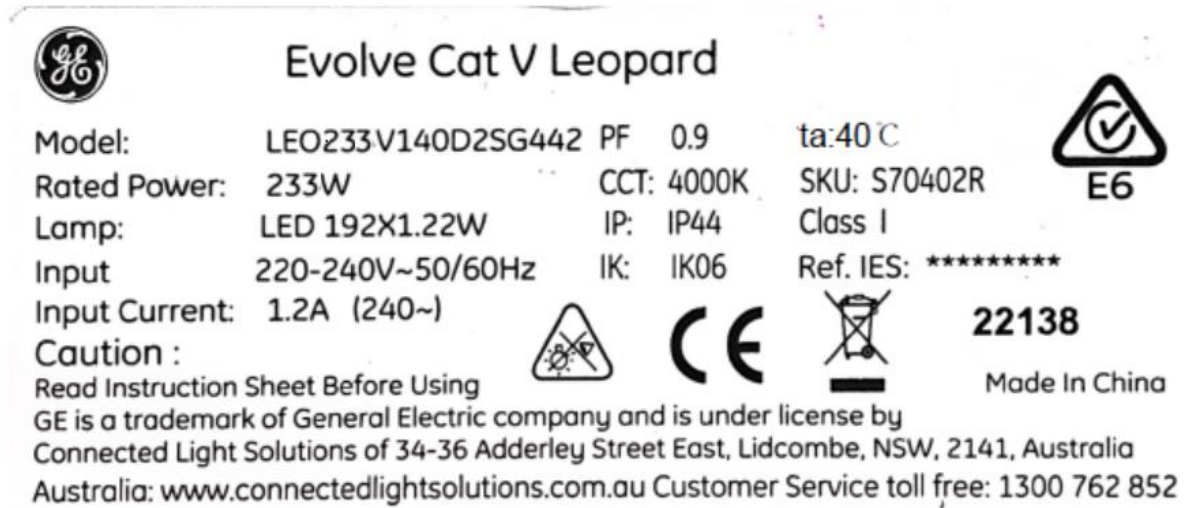 GE Evolve Cat V Leopard
Model: LEO233V140D2SG442 PF 0.9 ta:40℃
Rated Power: 233W CCT: 4000K SKU: S70402R E6
Lamp: LED 192X1.22W IP: IP44 Class I
Input 220-240V~50/60Hz IK: IK06 Ref. IES: *********
Input Current: 1.2A (240~)
22138
Caution :
CE
Read Instruction Sheet Before Using Made In China
GE is a trademark of General Electric company and is under license by
Connected Light Solutions of 34-36 Adderley Street East, Lidcombe, NSW, 2141, Australia
Australia: www.connectedlightsolutions.com.au Customer Service toll free: 1300 762 852